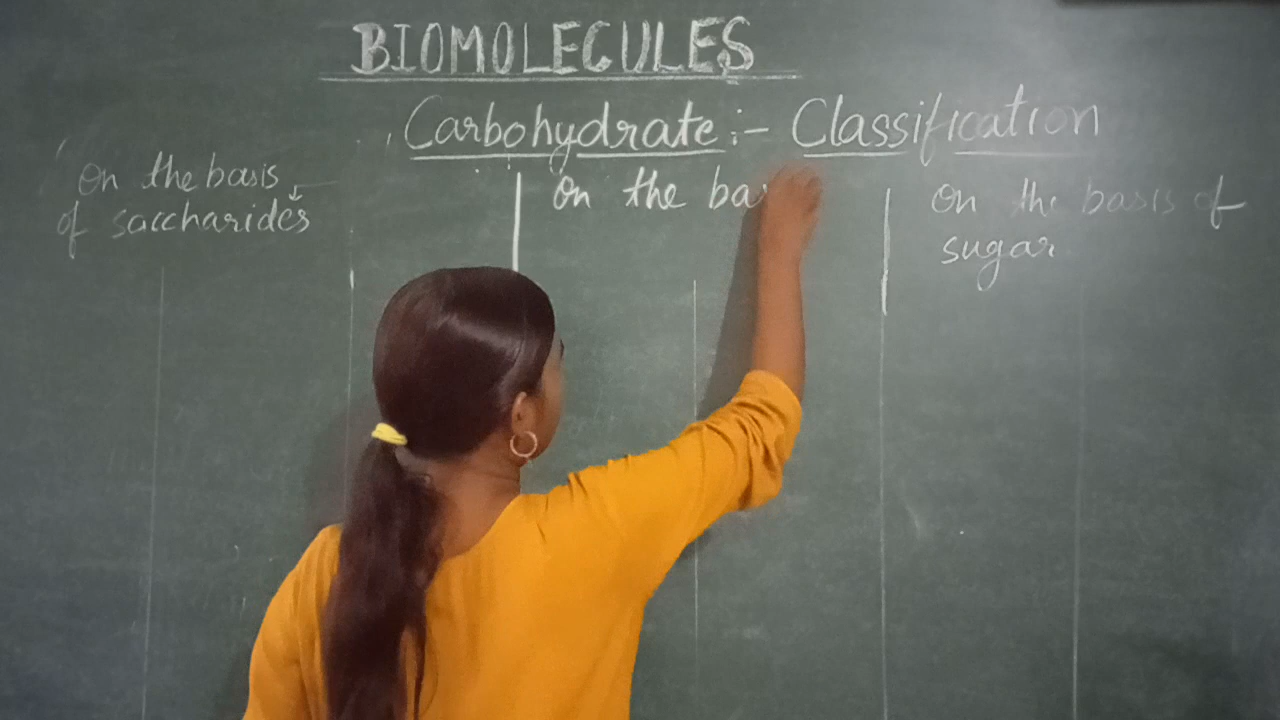 BIOMOLECULES
Carbohydrate :- Classification
On the basis
of saccharides
On the ba
On the basis of
sugar